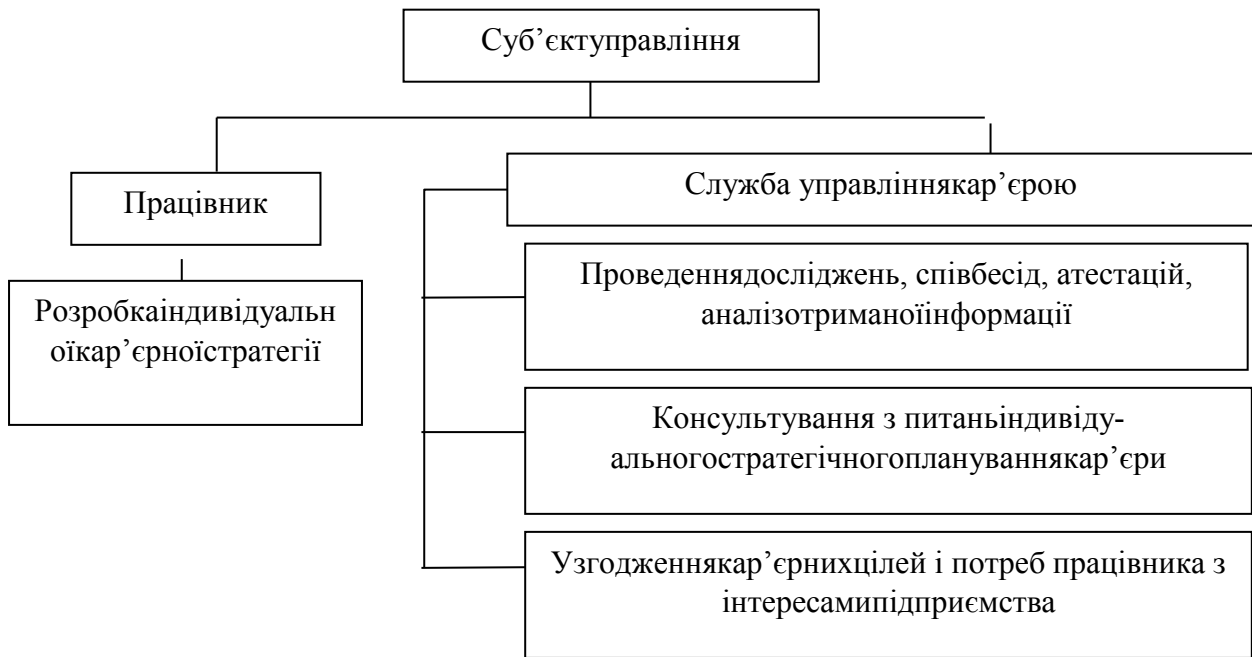 Суб’єктуправління
Працівник
Розробкаіндивідуальн
оїкар’єрноїстратегії
Служба управліннякар’єрою
Проведеннядосліджень, співбесід, атестацій,
аналізотриманоїінформації
Консультування з питаньіндивіду-
альногостратегічногоплануваннякар’єри
Узгодженнякар’єрнихцілей і потреб працівника з
інтересамипідприємства